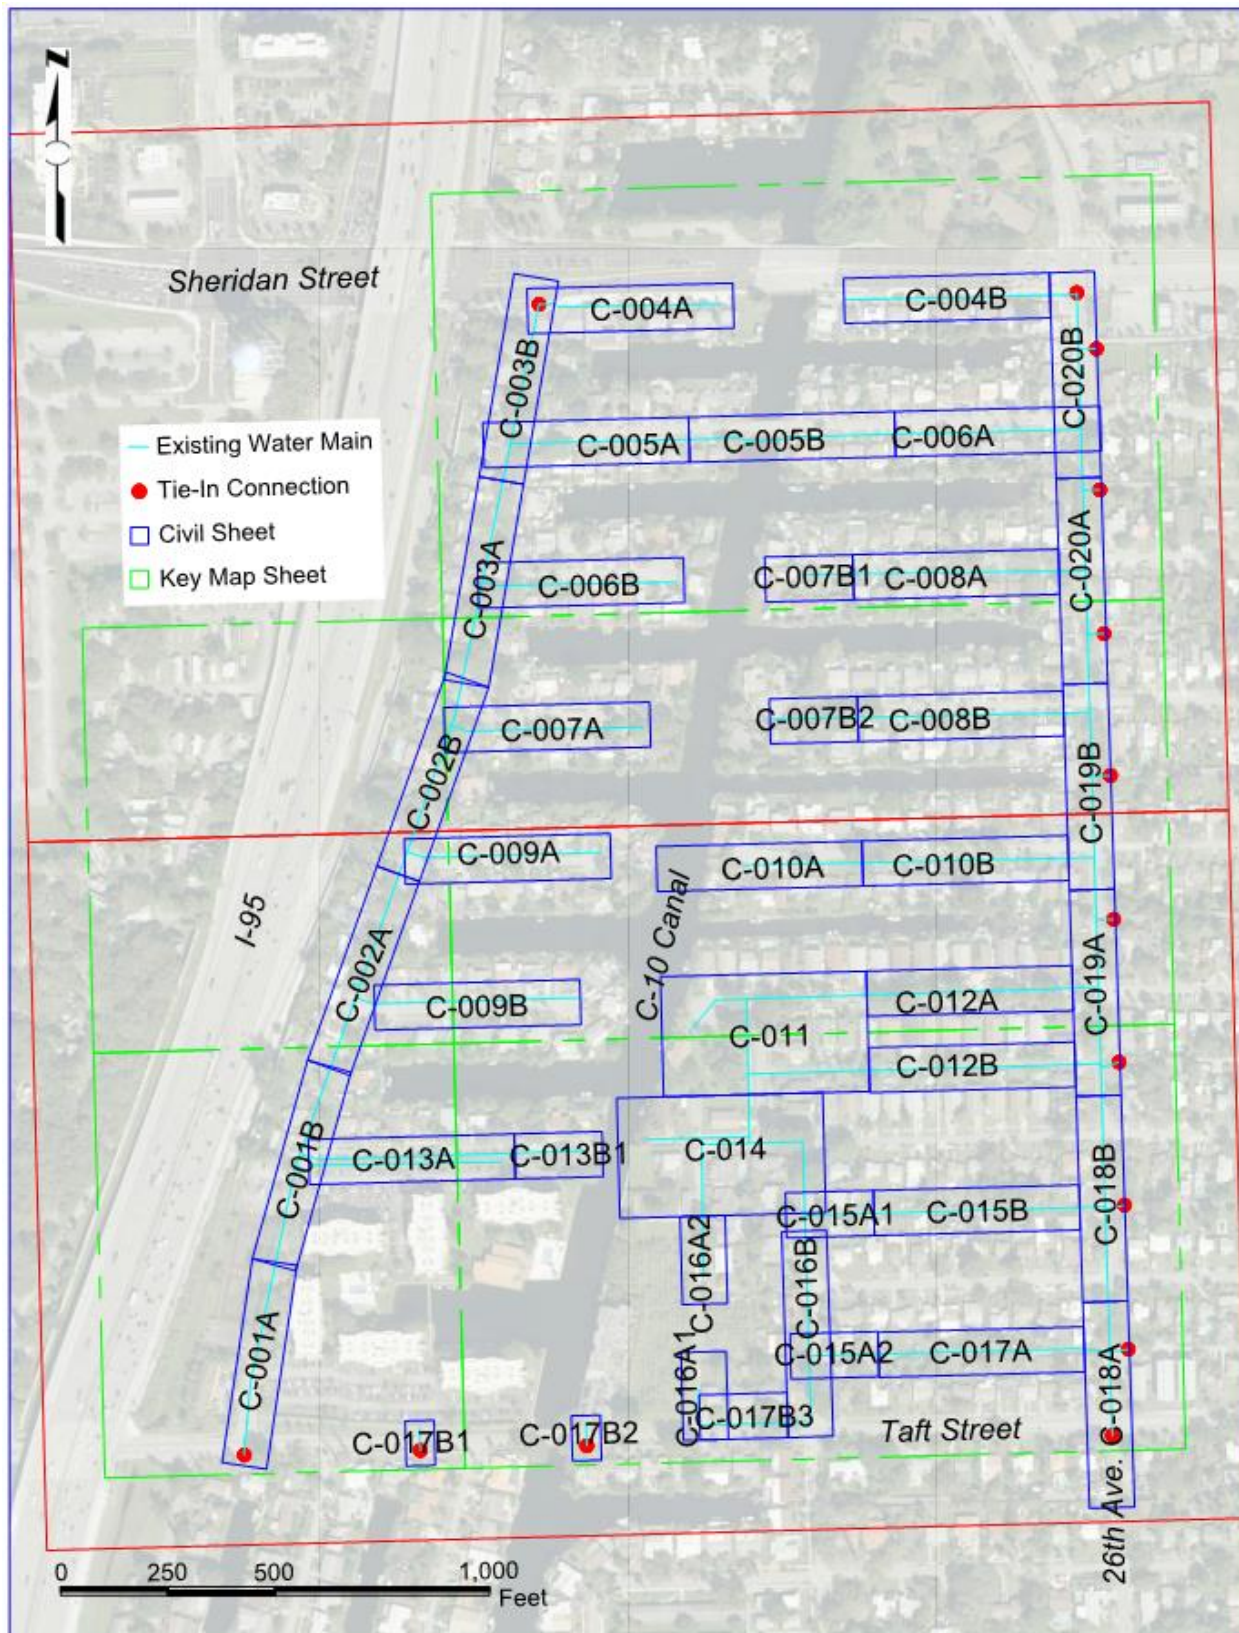 Z
Sheridan Street
C-004A
C-004B
C-003B
C-020B
Existing Water Main
Tie-In Connection
Civil Sheet
Key Map Sheet
C-005A
C-005B
C-006A
C-003A
C-020A
C-006B
C-007B1
C-008A
C-007A
C-007B2
C-008B
C-002B
C-019B
C-009A
C-010A
C-010B
I-95
C-10 Canal
C-002A
C-019A
C-009B
C-012A
C-011
C-012B
C-001B
C-013A
C-013B1
C-014
C-018B
C-015A1
C-015B
C-016A2
C-016B
C-001A
C-016A1
C-015A2
C-017A
C-018A
C-017B1
C-017B2
C-017B3
Taft Street
26th Ave.
0 250 500 1,000
Feet